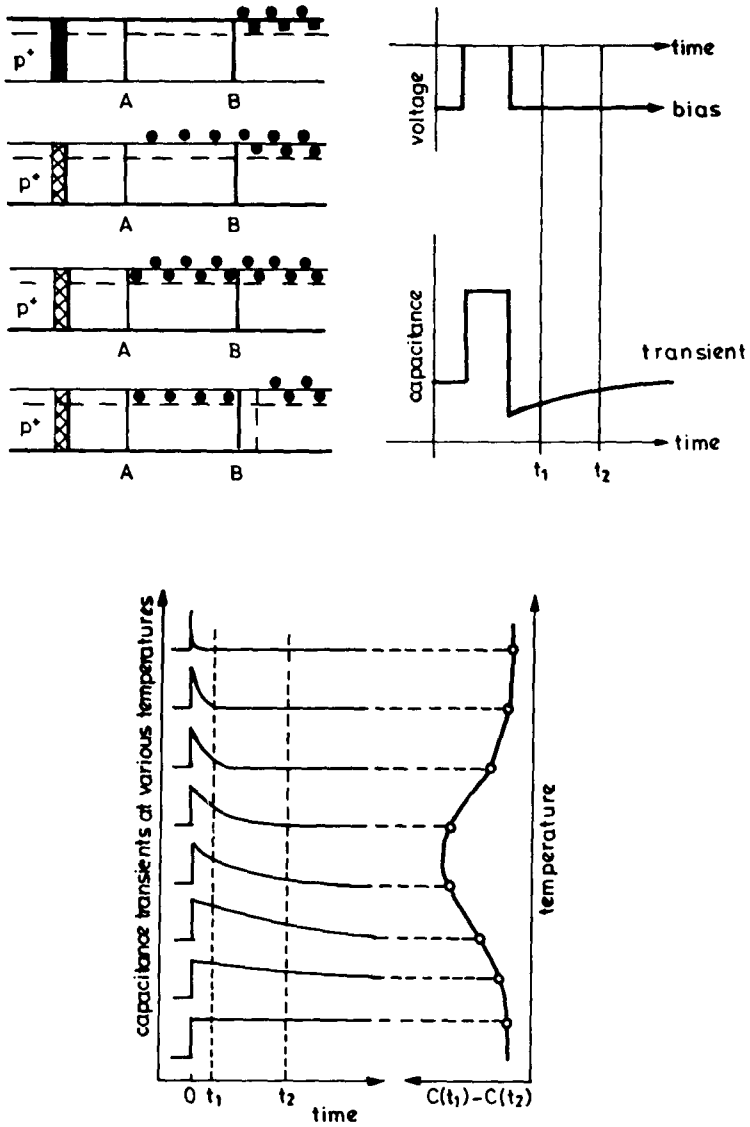 p⁺
A B
p⁺
A B
p⁺
A B
p⁺
A B
voltage
time
bias
capacitance
transient
time
t₁ t₂
capacitance transients at various temperatures
temperature
0 t₁ t₂
time
C(t₁)-C(t₂)